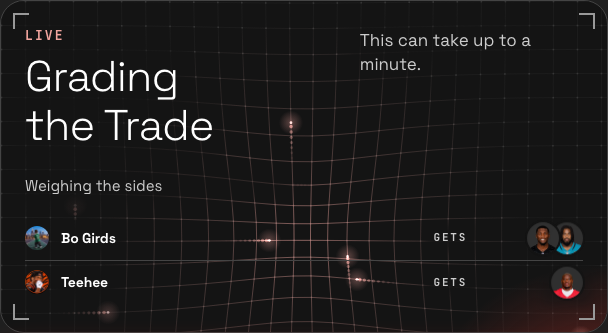 LIVE
Grading
the Trade
This can take up to a
minute.
Weighing the sides
Bo Girds
GETS
Teehee
GETS